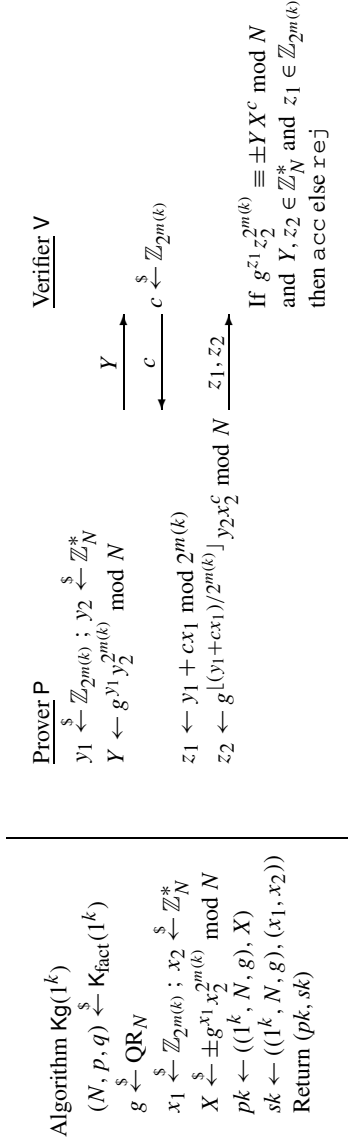 Algorithm Kg(1^k)
(N, p, q) $← K_fact(1^k)
g $← QR_N
x_1 $← ℤ_{2^{m(k)}} ; x_2 $← ℤ*_N
X $← ±g^{x_1} x_2^{2^{m(k)}} mod N
pk ← ((1^k, N, g), X)
sk ← ((1^k, N, g), (x_1, x_2))
Return (pk, sk)
Prover P
y_1 $← ℤ_{2^{m(k)}} ; y_2 $← ℤ*_N
Y ← g^{y_1} y_2^{2^{m(k)}} mod N
z_1 ← y_1 + cx_1 mod 2^{m(k)}
z_2 ← g^{⌊(y_1+cx_1)/2^{m(k)}⌋} y_2 x_2^c mod N
Y
c
z_1, z_2
Verifier V
c $← ℤ_{2^{m(k)}}
If g^{z_1} z_2^{2^{m(k)}} ≡ ±Y X^c mod N
and Y, z_2 ∈ ℤ*_N and z_1 ∈ ℤ_{2^{m(k)}}
then acc else rej